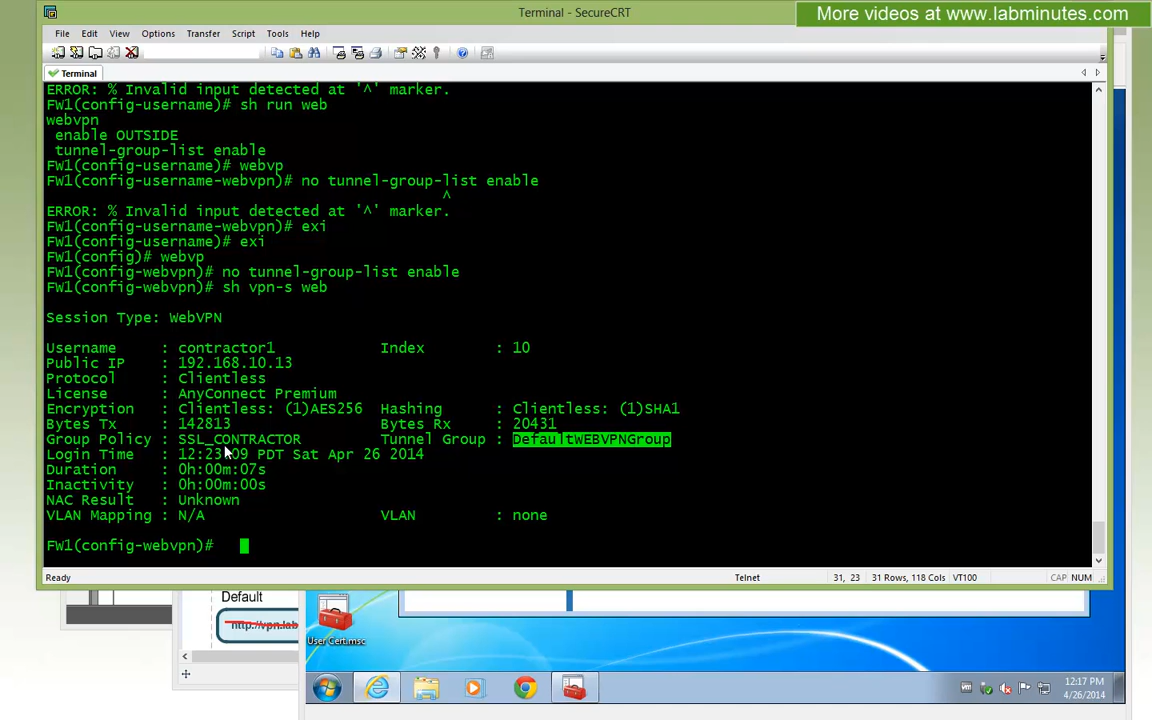 Terminal - SecureCRT
More videos at www.labminutes.com
File Edit View Options Transfer Script Tools Help
Terminal
ERROR: % Invalid input detected at '^' marker.
FW1(config-username)# sh run web
webvpn
 enable OUTSIDE
 tunnel-group-list enable
FW1(config-username)# webvp
FW1(config-username-webvpn)# no tunnel-group-list enable
^
ERROR: % Invalid input detected at '^' marker.
FW1(config-username-webvpn)# exi
FW1(config-username)# exi
FW1(config)# webvp
FW1(config-webvpn)# no tunnel-group-list enable
FW1(config-webvpn)# sh vpn-s web
Session Type: WebVPN
Username : contractor1 Index : 10
Public IP : 192.168.10.13
Protocol : Clientless
License : AnyConnect Premium
Encryption : Clientless: (1)AES256 Hashing : Clientless: (1)SHA1
Bytes Tx : 142813 Bytes Rx : 20431
Group Policy : SSL_CONTRACTOR Tunnel Group : DefaultWEBVPNGroup
Login Time : 12:23:09 PDT Sat Apr 26 2014
Duration : 0h:00m:07s
Inactivity : 0h:00m:00s
NAC Result : Unknown
VLAN Mapping : N/A VLAN : none
FW1(config-webvpn)#
Ready Telnet 31, 23 31 Rows, 118 Cols VT100 CAP NUM
Default
http://vpn.lab
User Cert.msc
12:17 PM
4/26/2014